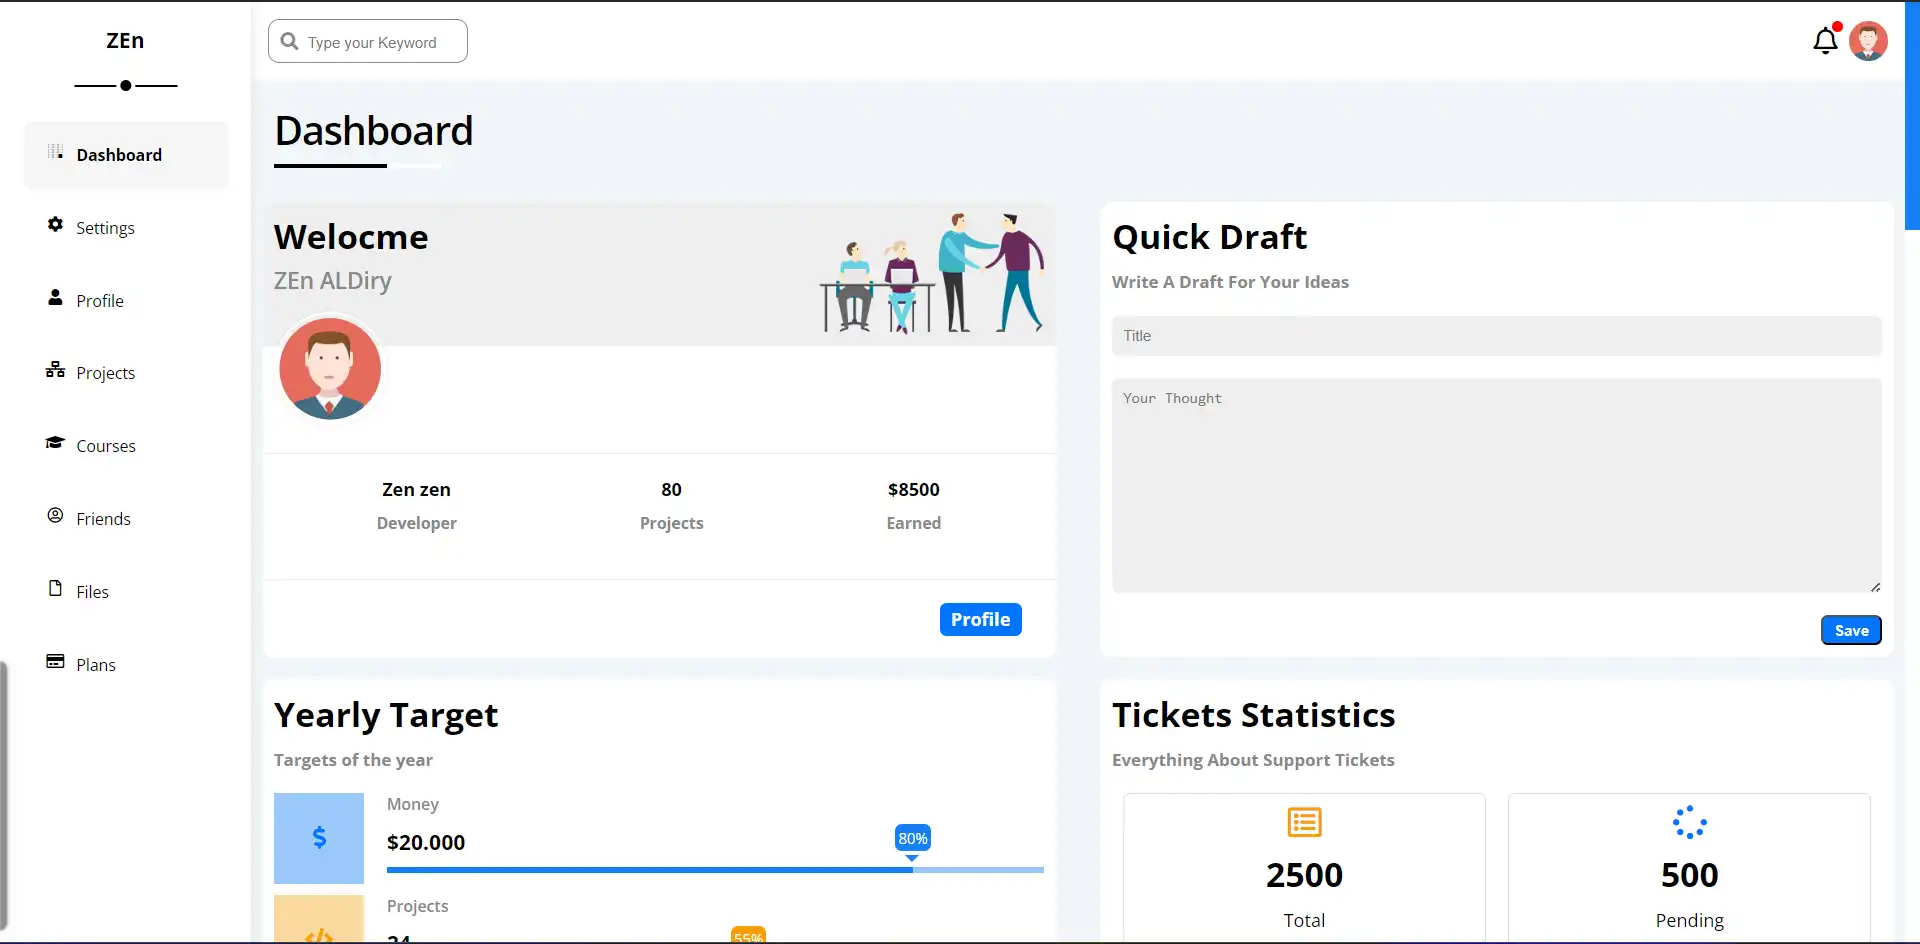 ZEn
Type your Keyword
Dashboard
Settings
Profile
Projects
Courses
Friends
Files
Plans
Dashboard
Welocme
ZEn ALDiry
Zen zen
Developer
80
Projects
$8500
Earned
Profile
Quick Draft
Write A Draft For Your Ideas
Title
Your Thought
Save
Yearly Target
Targets of the year
$
Money
$20.000
80%
Projects
24
55%
Tickets Statistics
Everything About Support Tickets
2500
Total
500
Pending